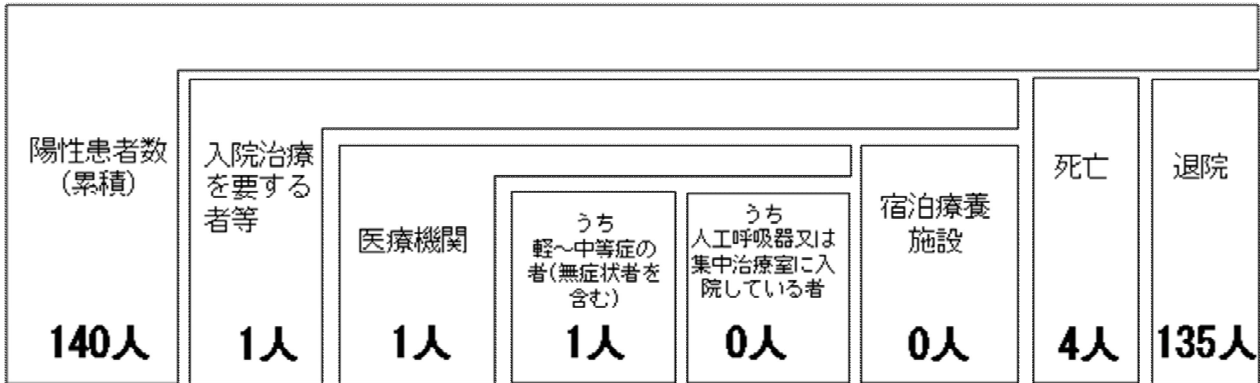 陽性患者数
(累積)
140人
入院治療
を要する
者等
1人
医療機関
1人
うち
軽～中等症の
者(無症状者を
含む)
1人
うち
人工呼吸器又は
集中治療室に入
院している者
0人
宿泊療養
施設
0人
死亡
4人
退院
135人